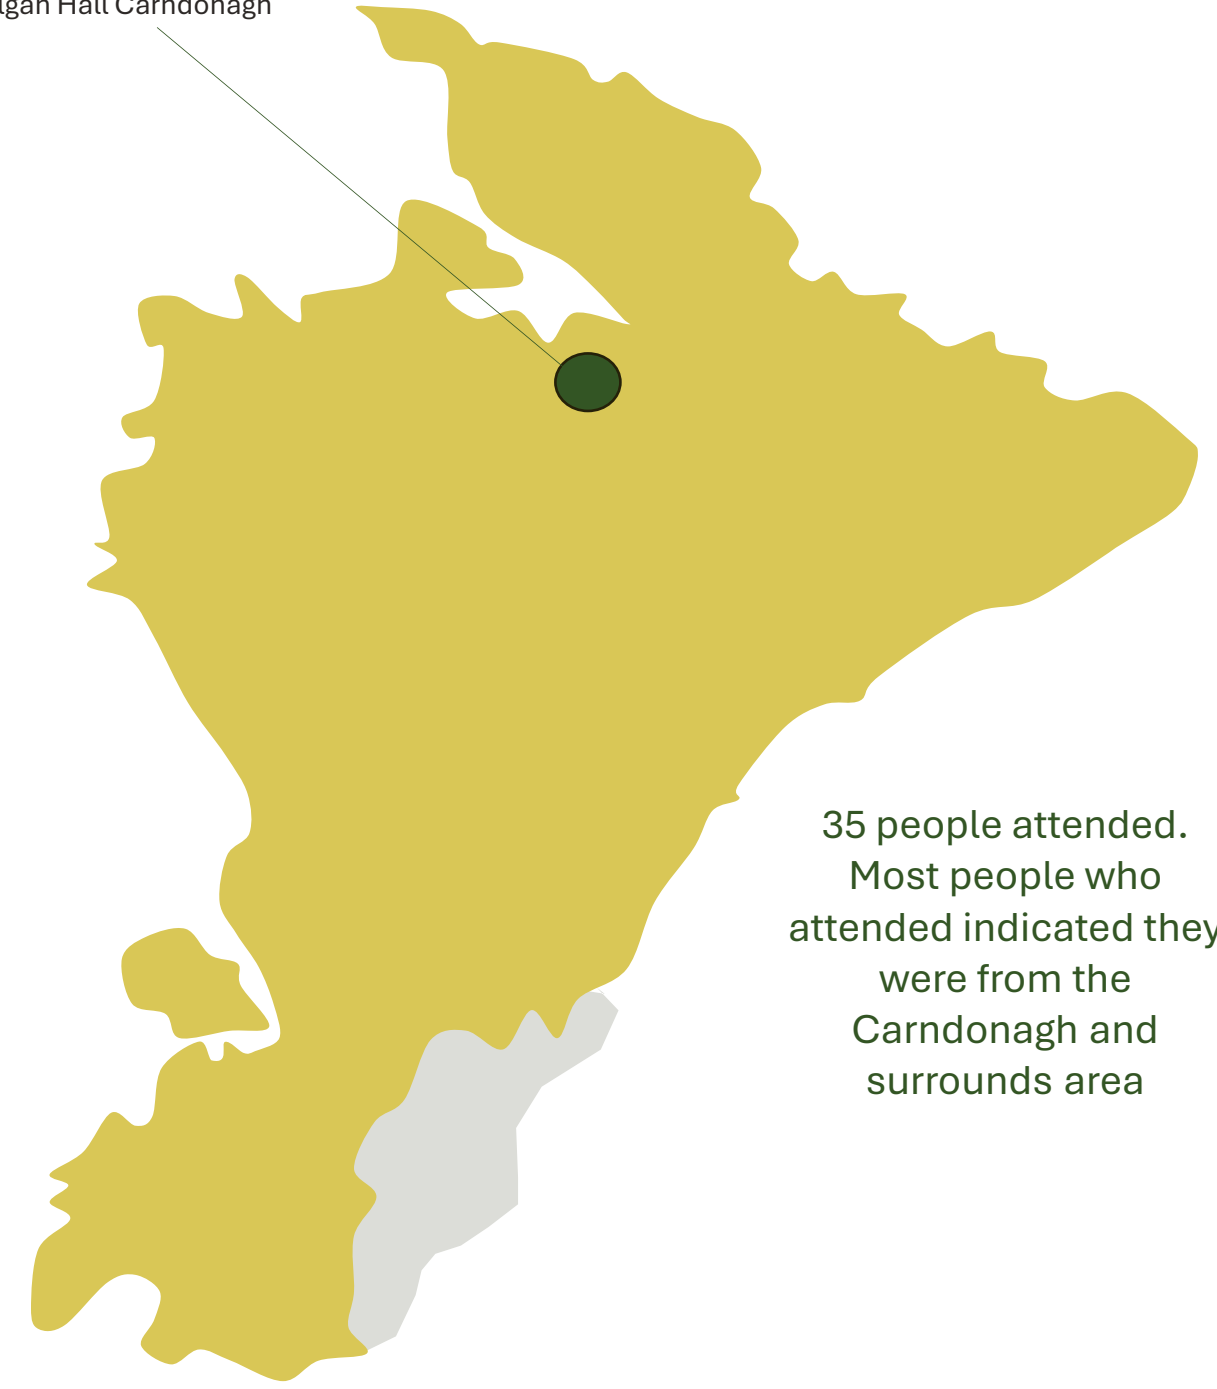 Hall Carndonagh
35 people attended.
Most people who
attended indicated they
were from the
Carndonagh and
surrounds area